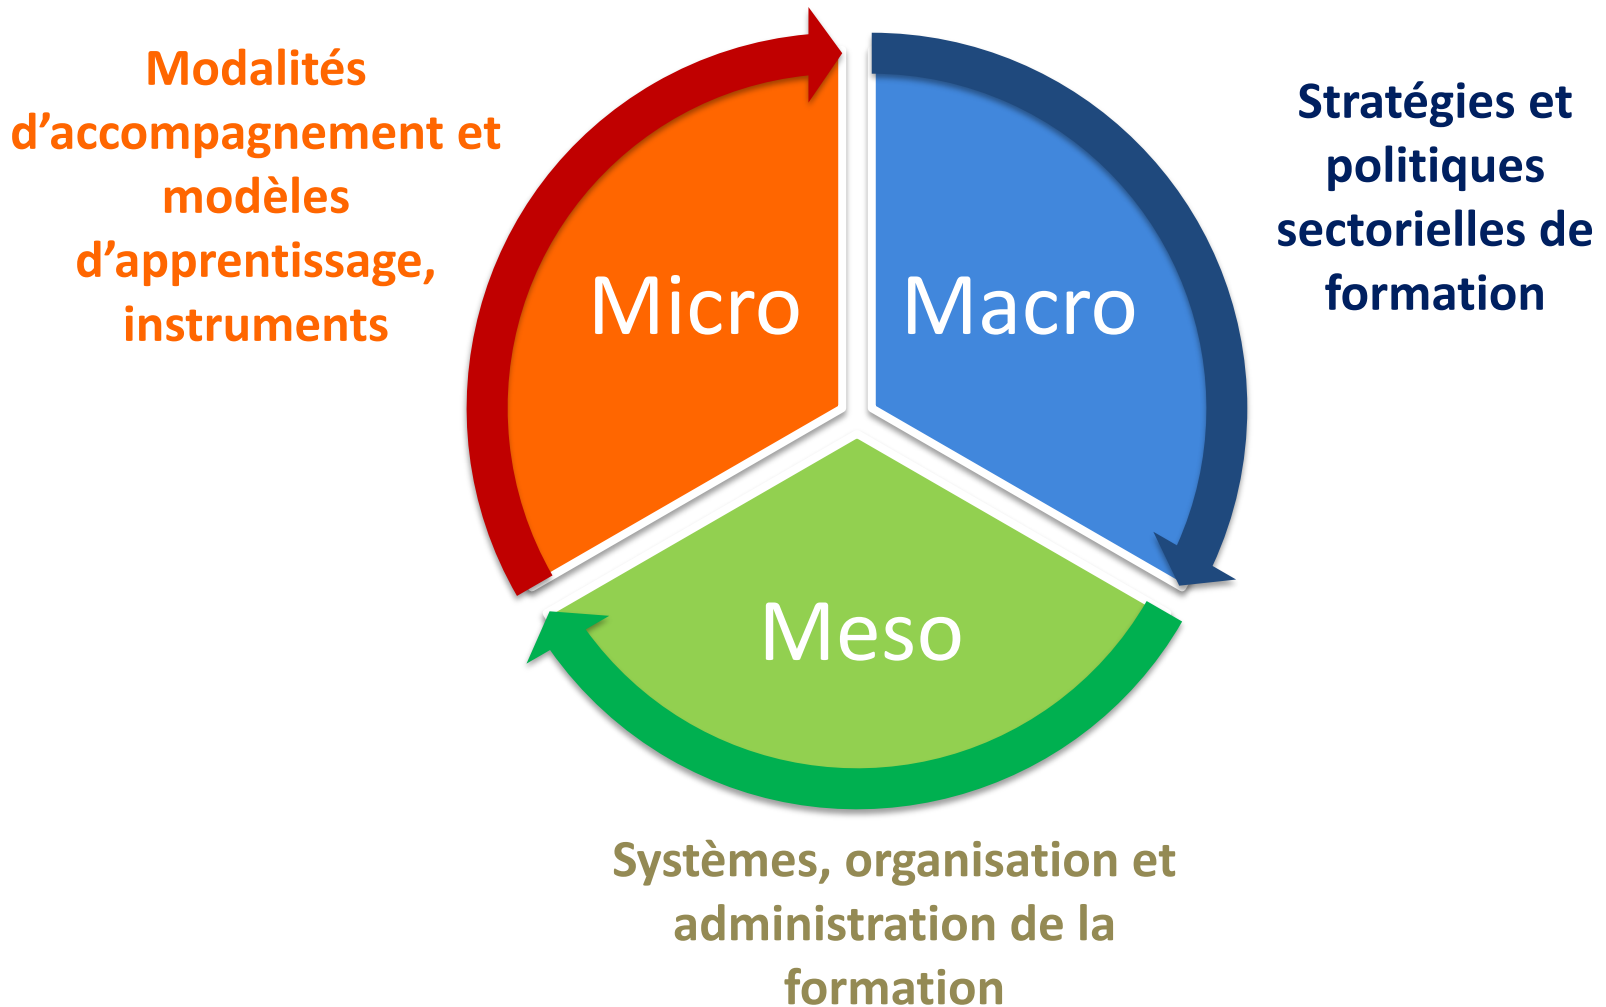 Modalités
d’accompagnement et
modèles
d’apprentissage,
instruments
Micro
Macro
Stratégies et
politiques
sectorielles de
formation
Meso
Systèmes, organisation et
administration de la
formation